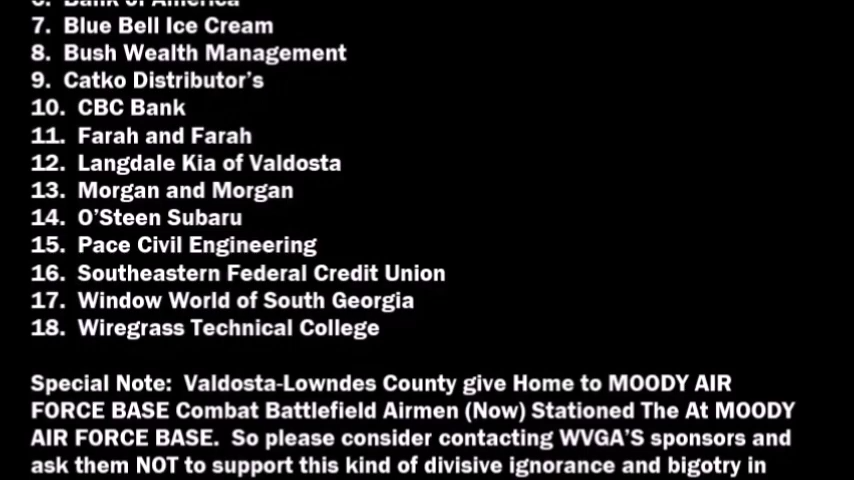 6. Bank of America
7. Blue Bell Ice Cream
8. Bush Wealth Management
9. Catko Distributor's
10. CBC Bank
11. Farah and Farah
12. Langdale Kia of Valdosta
13. Morgan and Morgan
14. O'Steen Subaru
15. Pace Civil Engineering
16. Southeastern Federal Credit Union
17. Window World of South Georgia
18. Wiregrass Technical College
Special Note: Valdosta-Lowndes County give Home to MOODY AIR
FORCE BASE Combat Battlefield Airmen (Now) Stationed The At MOODY
AIR FORCE BASE. So please consider contacting WVGA'S sponsors and
ask them NOT to support this kind of divisive ignorance and bigotry in